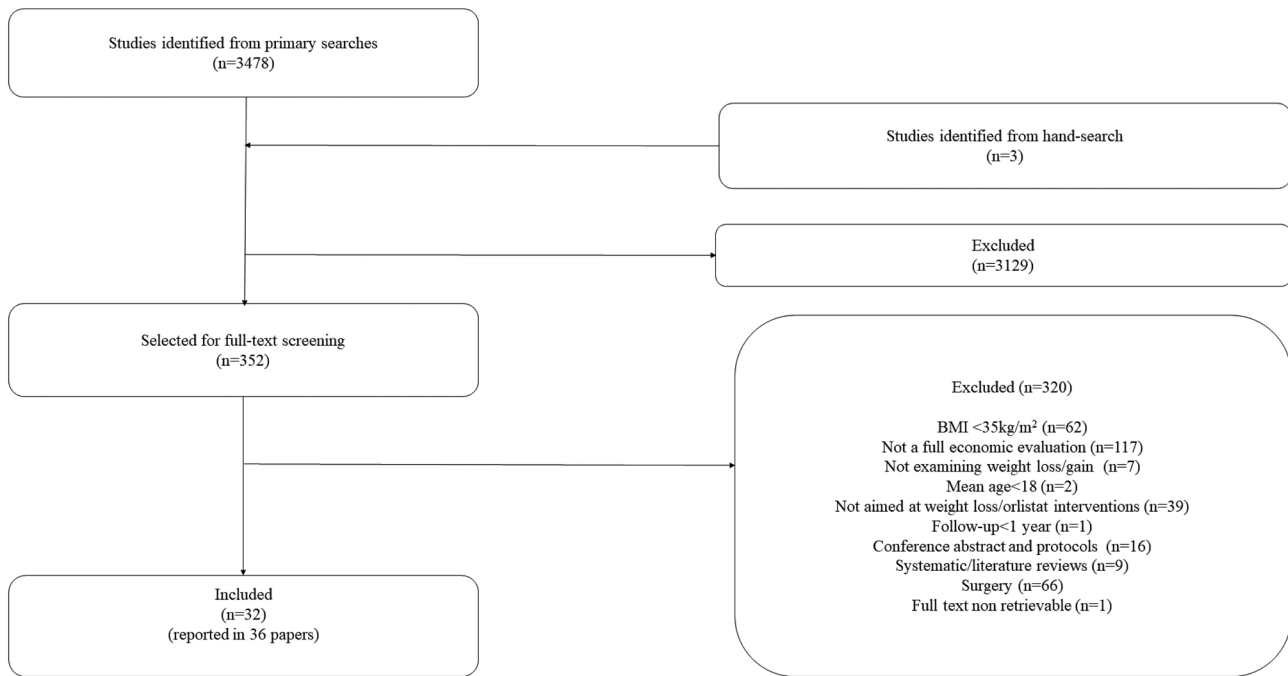 Studies identified from primary searches
(n=3478)
Studies identified from hand-search
(n=3)
Excluded
(n=3129)
Selected for full-text screening
(n=352)
Excluded (n=320)
BMI <35kg/m² (n=62)
Not a full economic evaluation (n=117)
Not examining weight loss/gain (n=7)
Mean age<18 (n=2)
Not aimed at weight loss/orlistat interventions (n=39)
Follow-up<1 year (n=1)
Conference abstract and protocols (n=16)
Systematic/literature reviews (n=9)
Surgery (n=66)
Full text non retrievable (n=1)
Included
(n=32)
(reported in 36 papers)